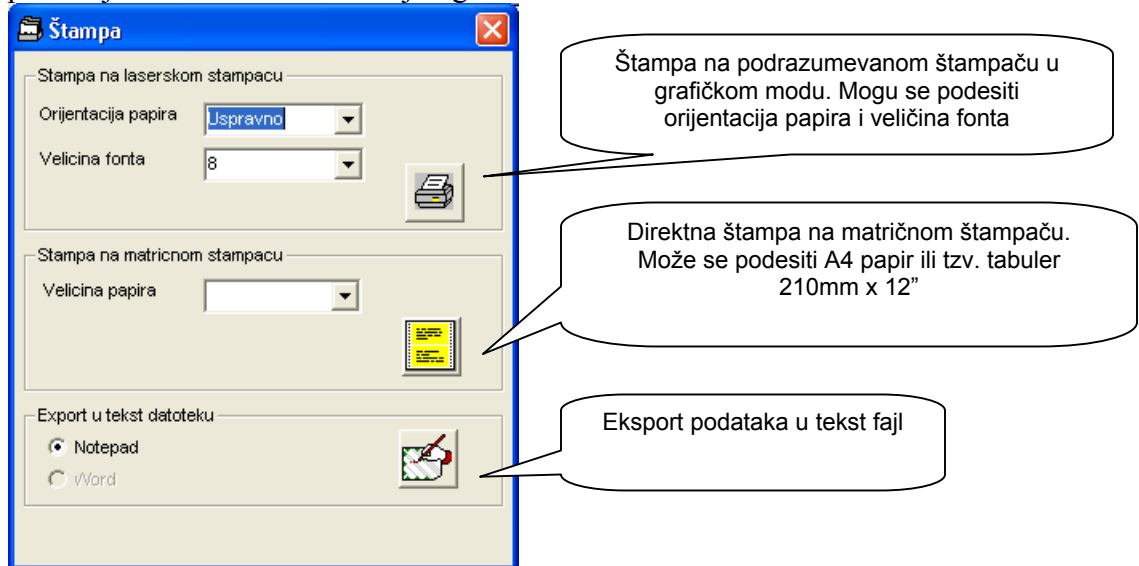 Štampa
Stampa na laserskom stampacu
Orijentacija papira Uspravno
Velicina fonta 8
Štampa na podrazumevanom štampaču u
grafičkom modu. Mogu se podesiti
orijentacija papira i veličina fonta
Stampa na matricnom stampacu
Velicina papira
Direktna štampa na matričnom štampaču.
Može se podesiti A4 papir ili tzv. tabuler
210mm x 12”
Export u tekst datoteku
Notepad
Word
Eksport podataka u tekst fajl